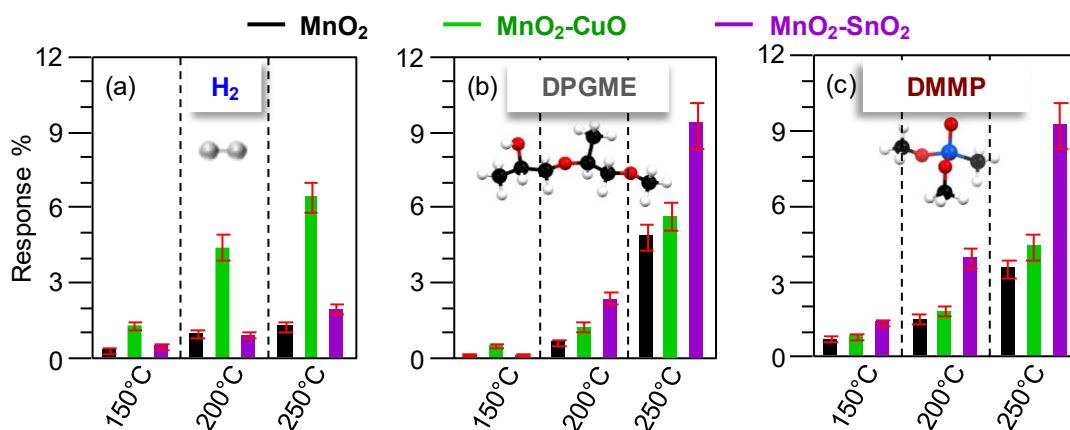 MnO₂ MnO₂-CuO MnO₂-SnO₂
Response %
12
9
6
3
0
(a)
H₂
150°C 200°C 250°C
12
9
6
3
0
(b)
DPGME
150°C 200°C 250°C
12
9
6
3
0
(c)
DMMP
150°C 200°C 250°C